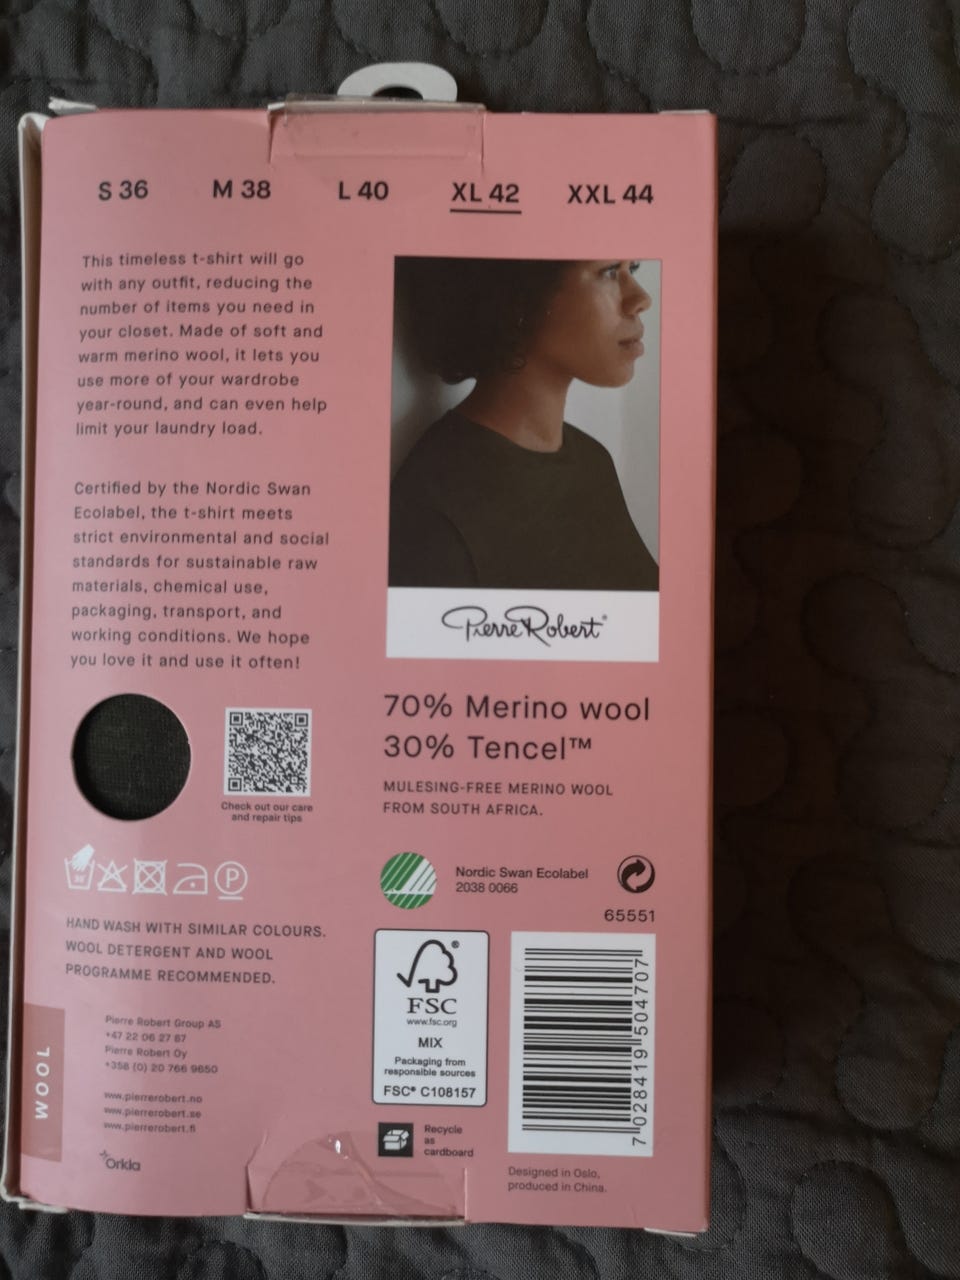 S 36 M 38 L 40 XL 42 XXL 44
This timeless t-shirt will go
with any outfit, reducing the
number of items you need in
your closet. Made of soft and
warm merino wool, it lets you
use more of your wardrobe
year-round, and can even help
limit your laundry load.
Certified by the Nordic Swan
Ecolabel, the t-shirt meets
strict environmental and social
standards for sustainable raw
materials, chemical use,
packaging, transport, and
working conditions. We hope
you love it and use it often!
Check out our care
and repair tips
30
P
HAND WASH WITH SIMILAR COLOURS.
WOOL DETERGENT AND WOOL
PROGRAMME RECOMMENDED.
WOOL
Pierre Robert Group AS
+47 22 06 27 87
Pierre Robert Oy
+358 (0) 20 766 9650
www.pierrerobert.no
www.pierrerobert.se
www.pierrerobert.fi
Orkla
Pierre Robert®
70% Merino wool
30% Tencel™
MULESING-FREE MERINO WOOL
FROM SOUTH AFRICA.
Nordic Swan Ecolabel
2038 0066
65551
®
FSC
www.fsc.org
MIX
Packaging from
responsible sources
FSC® C108157
7 028419 504707
Recycle
as
cardboard
Designed in Oslo,
produced in China.